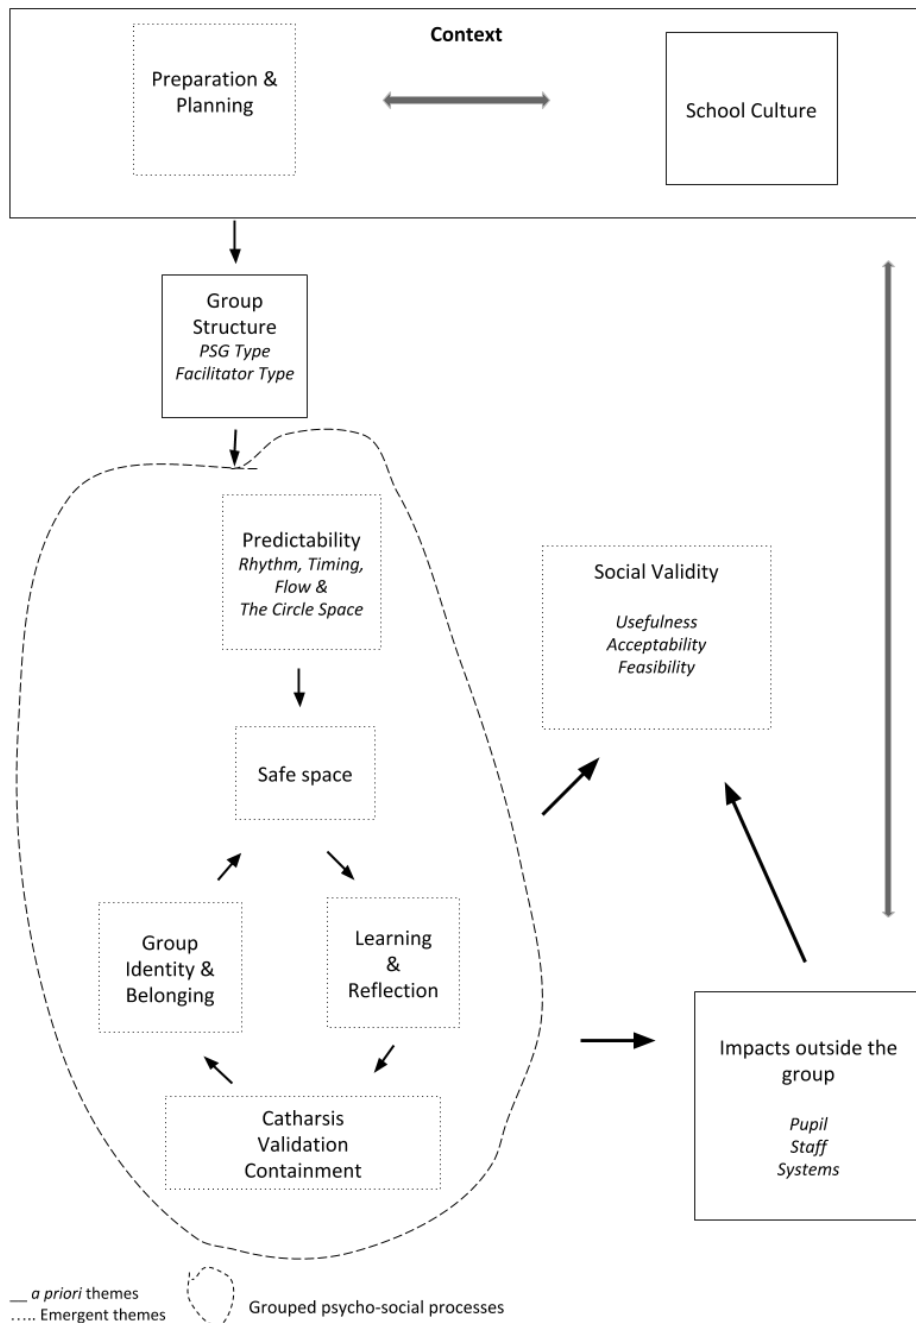 Context
Preparation &
Planning
School Culture
Group
Structure
PSG Type
Facilitator Type
Predictability
Rhythm, Timing,
Flow &
The Circle Space
Social Validity
Usefulness
Acceptability
Feasibility
Safe space
Group
Identity &
Belonging
Learning
&
Reflection
Catharsis
Validation
Containment
Impacts outside the
group
Pupil
Staff
Systems
__ a priori themes
..... Emergent themes
Grouped psycho-social processes